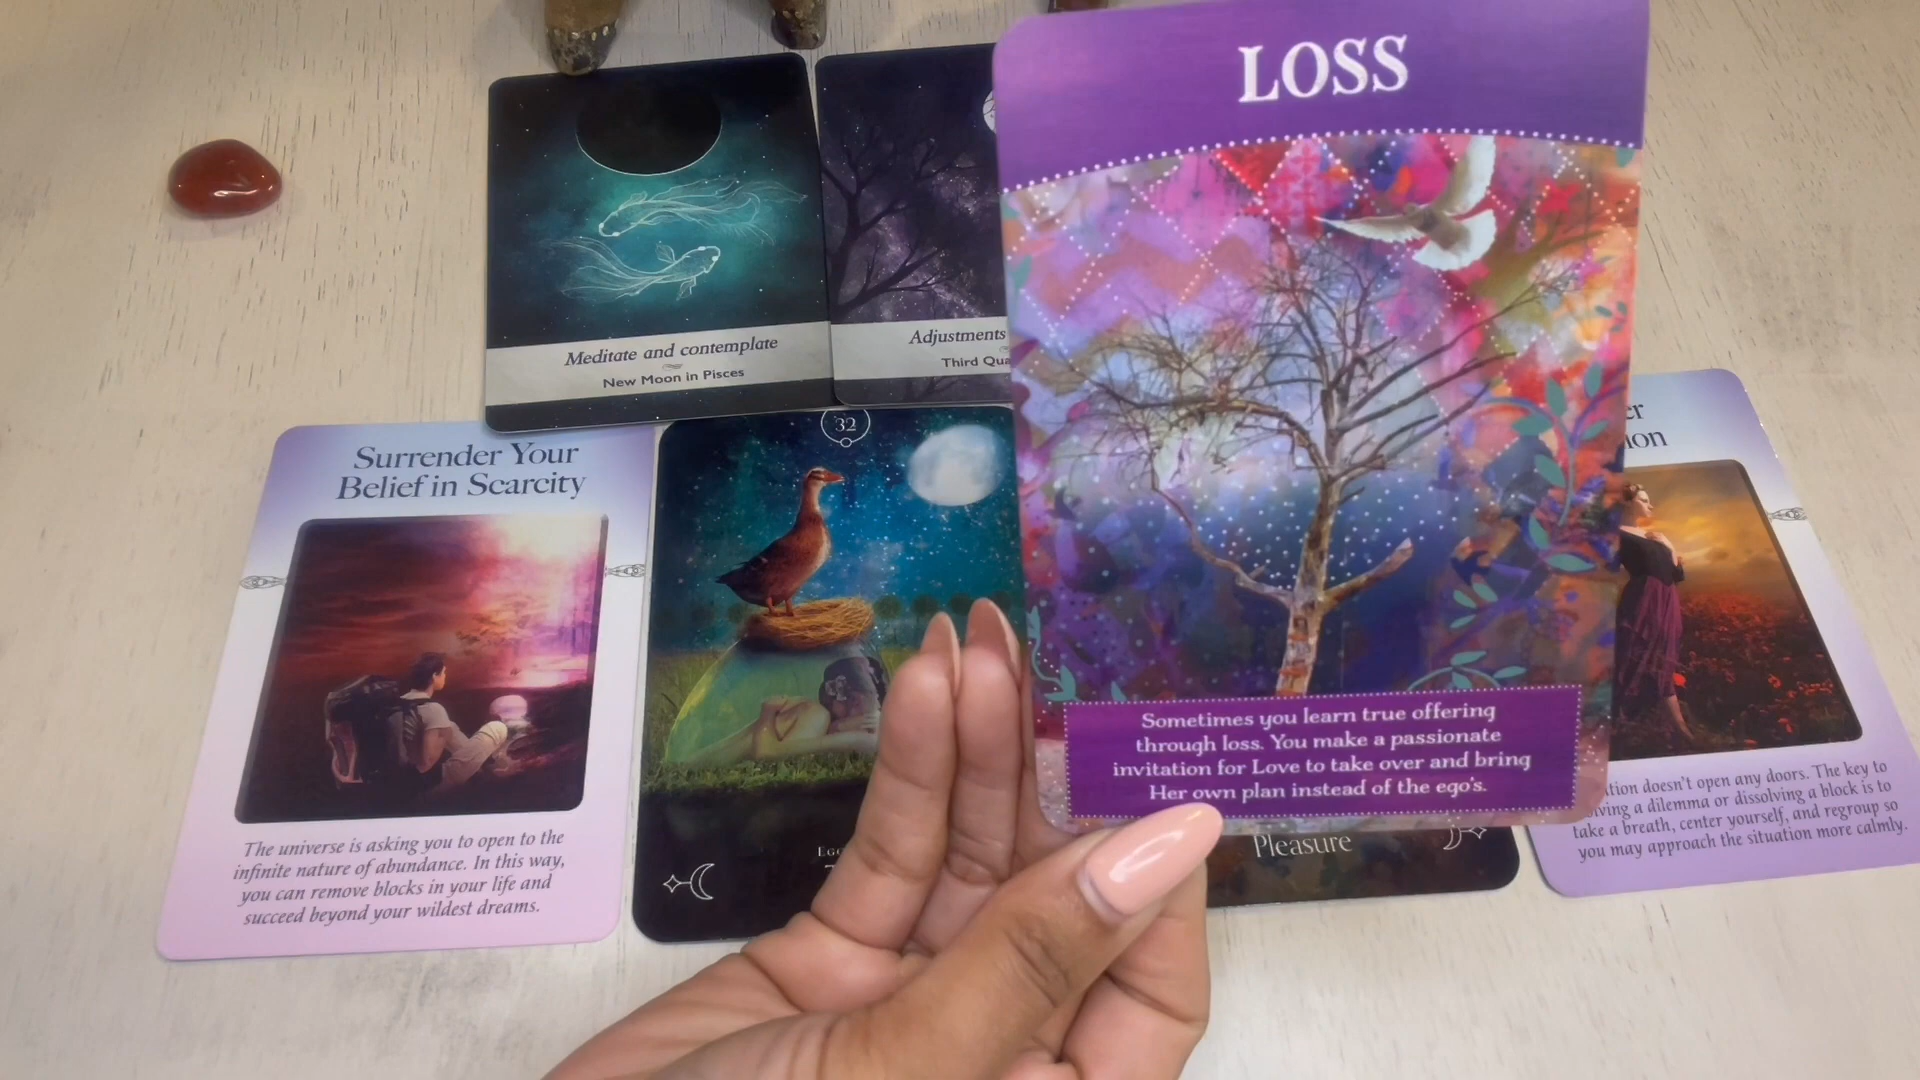 LOSS
Sometimes you learn true offering
through loss. You make a passionate
invitation for Love to take over and bring
Her own plan instead of the ego's.
Meditate and contemplate
New Moon in Pisces
Adjustments
Third
Surrender Your
Belief in Scarcity
The universe is asking you to open to the
infinite nature of abundance. In this way,
you can remove blocks in your life and
succeed beyond your wildest dreams.
32
Pleasure
doesn't open any doors. The key to
a dilemma or dissolving a block is to
take a breath, center yourself, and regroup so
you may approach the situation more calmly.